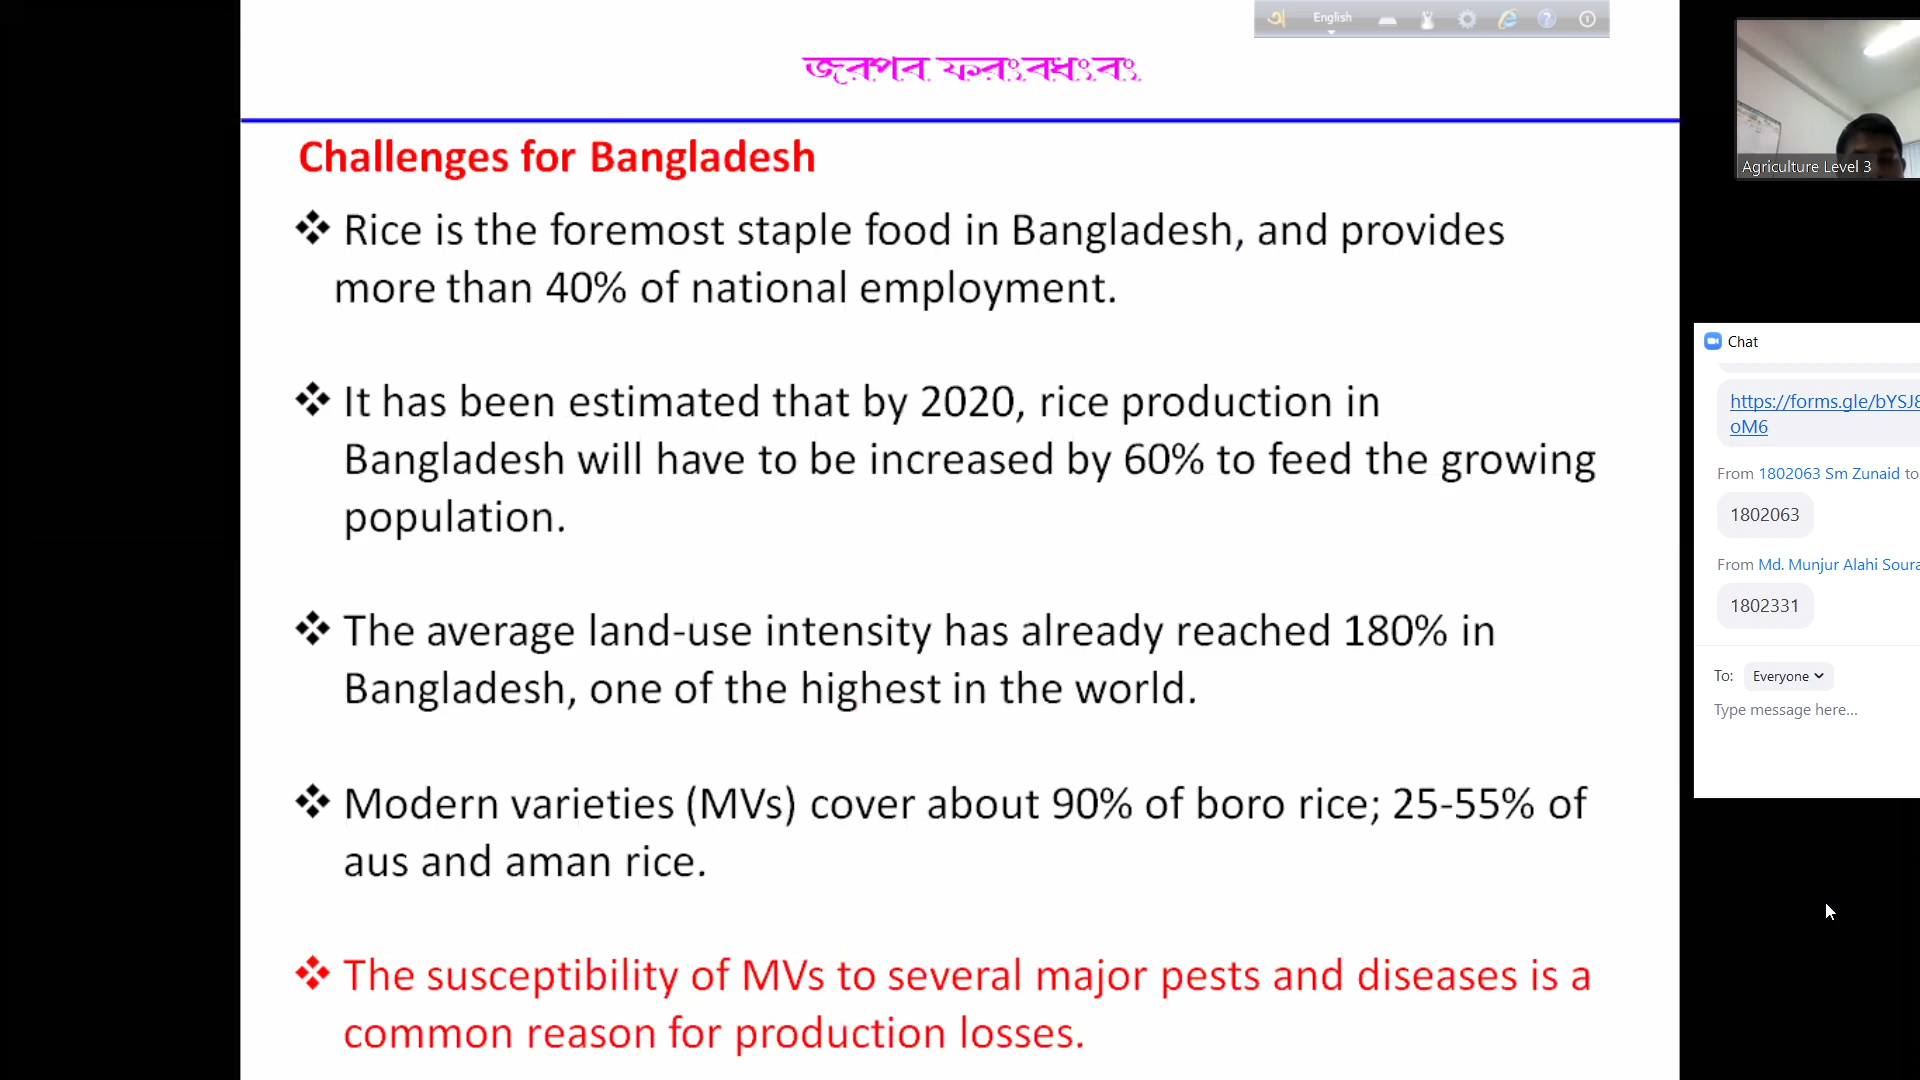 English
জ্রপব ফরংবধংবং
Challenges for Bangladesh
❖ Rice is the foremost staple food in Bangladesh, and provides
more than 40% of national employment.
❖ It has been estimated that by 2020, rice production in
Bangladesh will have to be increased by 60% to feed the growing
population.
❖ The average land-use intensity has already reached 180% in
Bangladesh, one of the highest in the world.
❖ Modern varieties (MVs) cover about 90% of boro rice; 25-55% of
aus and aman rice.
❖ The susceptibility of MVs to several major pests and diseases is a
common reason for production losses.
Agriculture Level 3
Chat
https://forms.gle/bYSJ8
oM6
From 1802063 Sm Zunaid to
1802063
From Md. Munjur Alahi Soura
1802331
To: Everyone
Type message here...